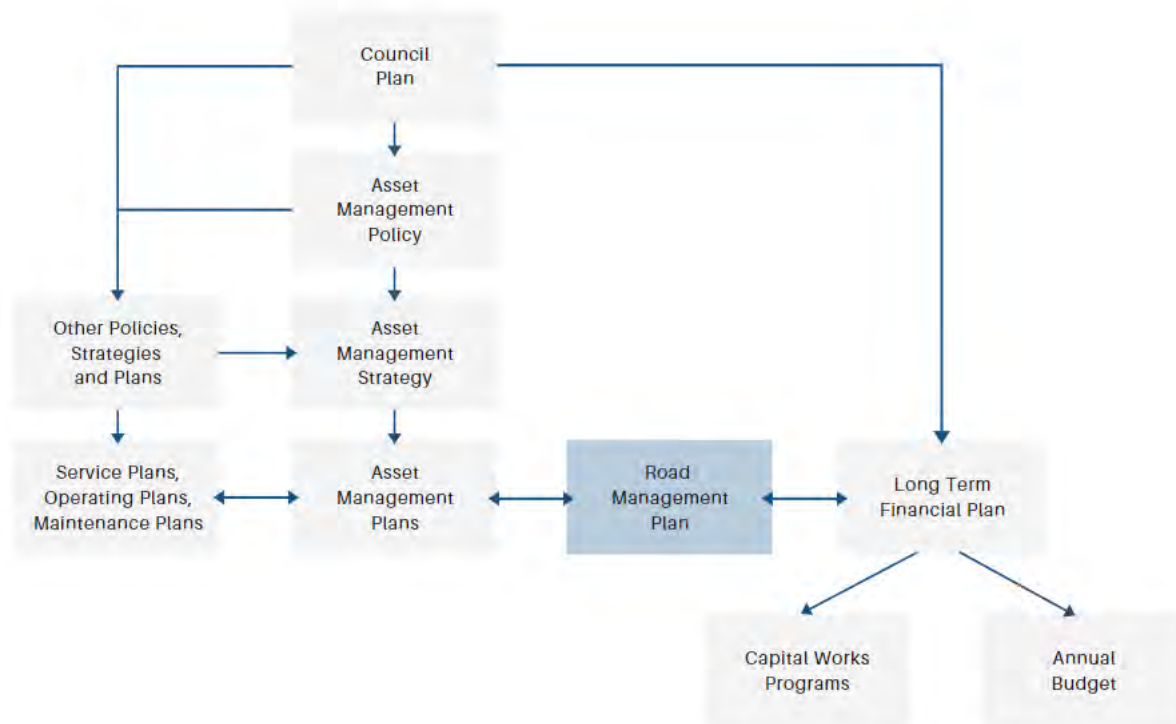 Council
Plan
Asset
Management
Policy
Other Policies,
Strategies
and Plans
Asset
Management
Strategy
Service Plans,
Operating Plans,
Maintenance Plans
Asset
Management
Plans
Road
Management
Plan
Long Term
Financial Plan
Capital Works
Programs
Annual
Budget